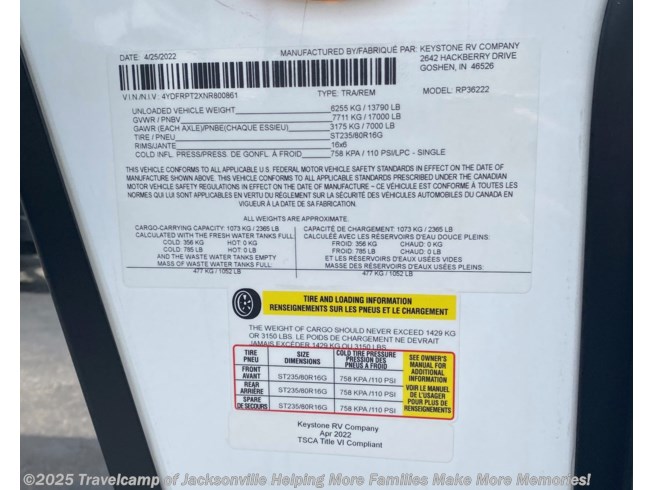 DATE: 4/25/2022
MANUFACTURED BY/FABRIQUÉ PAR: KEYSTONE RV COMPANY
2642 HACKBERRY DRIVE
GOSHEN, IN 46526
V.I.N./N.I.V.: 4YDFRPT2XNR800861 TYPE: TRA/REM MODEL: RP36222
UNLOADED VEHICLE WEIGHT: 6255 KG / 13790 LB
GVWR / PNBV 7711 KG / 17000 LB
GAWR (EACH AXLE)/PNBE(CHAQUE ESSIEU) 3175 KG / 7000 LB
TIRE / PNEU ST235/80R16G
RIMS/JANTE 16x6
COLD INFL. PRESS/PRESS. DE GONFL. À FROID 758 KPA / 110 PSI/LPC - SINGLE
THIS VEHICLE CONFORMS TO ALL APPLICABLE U.S. FEDERAL MOTOR VEHICLE SAFETY STANDARDS IN EFFECT ON THE DATE OF
MANUFACTURE. THIS VEHICLE CONFORMS TO ALL APPLICABLE STANDARDS PRESCRIBED UNDER THE CANADIAN
MOTOR VEHICLE SAFETY REGULATIONS IN EFFECT ON THE DATE OF MANUFACTURE – CE VÉHICULE EST CONFORME À TOUTES LES
NORMES QUI LUI SONT APPLICABLES EN VERTU DU RÈGLEMENT SUR LA SÉCURITÉ DES VÉHICULES AUTOMOBILES DU CANADA EN
VIGUEUR À LA DATE DE SA FABRICATION.
ALL WEIGHTS ARE APPROXIMATE.
CARGO-CARRYING CAPACITY: 1073 KG / 2365 LB
CALCULATED WITH THE FRESH WATER TANKS FULL:
COLD: 356 KG HOT: 0 KG
COLD: 785 LB HOT: 0 LB
AND THE WASTE WATER TANKS EMPTY
MASS OF WASTE WATER TANKS FULL:
477 KG / 1052 LB
CAPACITÉ DE CHARGEMENT: 1073 KG / 2365 LB
CALCULÉE AVEC LES RÉSERVOIRS D'EAU DOUCE PLEINS:
FROID: 356 KG CHAUD: 0 KG
FROID: 785 LB CHAUD: 0 LB
ET LES RÉSERVOIRS D'EAUX USÉES VIDES
MASSE DES RÉSERVOIRS D'EAUX USÉES PLEINS:
477 KG / 1052 LB
TIRE AND LOADING INFORMATION
RENSEIGNEMENTS SUR LES PNEUS ET LE CHARGEMENT
THE WEIGHT OF CARGO SHOULD NEVER EXCEED 1429 KG
OR 3150 LBS. LE POIDS DE CHARGEMENT NE DEVRAIT
JAMAIS EXCÉDER 1429 KG OU 3150 LBS.
TIRE
PNEU
SIZE
DIMENSIONS
COLD TIRE PRESSURE
PRESSION DES
PNEUS À FROID
FRONT
AVANT
ST235/80R16G 758 KPA /110 PSI
REAR
ARRIÈRE
ST235/80R16G 758 KPA /110 PSI
SPARE
DE SECOURS
ST235/80R16G 758 KPA /110 PSI
SEE OWNER'S
MANUAL FOR
ADDITIONAL
INFORMATION
VOIR LE MANUEL
DE L'USAGER
POUR PLUS DE
RENSEIGNEMENTS
Keystone RV Company
Apr 2022
TSCA Title VI Compliant
©2025 Travelcamp of Jacksonville Helping More Families Make More Memories!